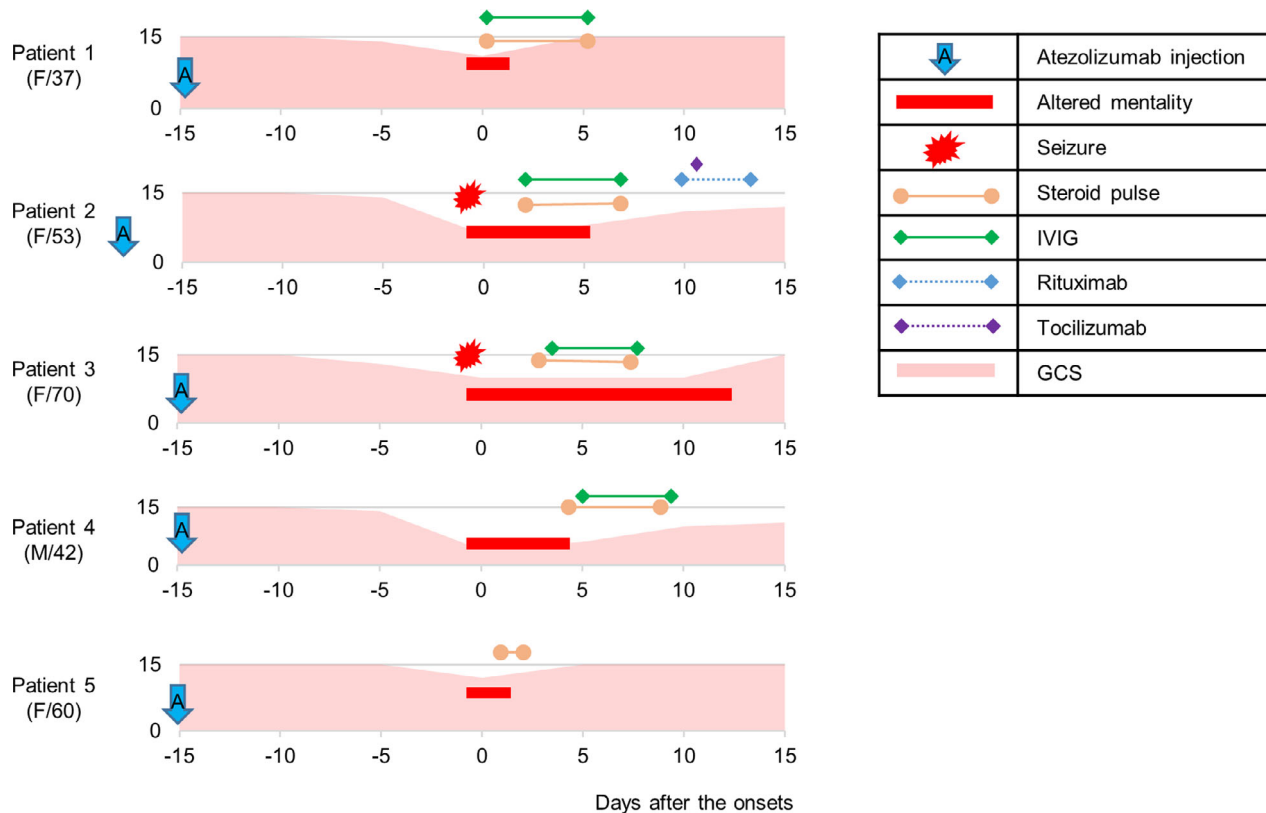 Patient 1
(F/37)
15
0
A
-15 -10 -5 0 5 10 15
Patient 2
(F/53)
15
0
A
-15 -10 -5 0 5 10 15
Patient 3
(F/70)
15
0
A
-15 -10 -5 0 5 10 15
Patient 4
(M/42)
15
0
A
-15 -10 -5 0 5 10 15
Patient 5
(F/60)
15
0
A
-15 -10 -5 0 5 10 15
Days after the onsets
A Atezolizumab injection
Altered mentality
Seizure
Steroid pulse
IVIG
Rituximab
Tocilizumab
GCS